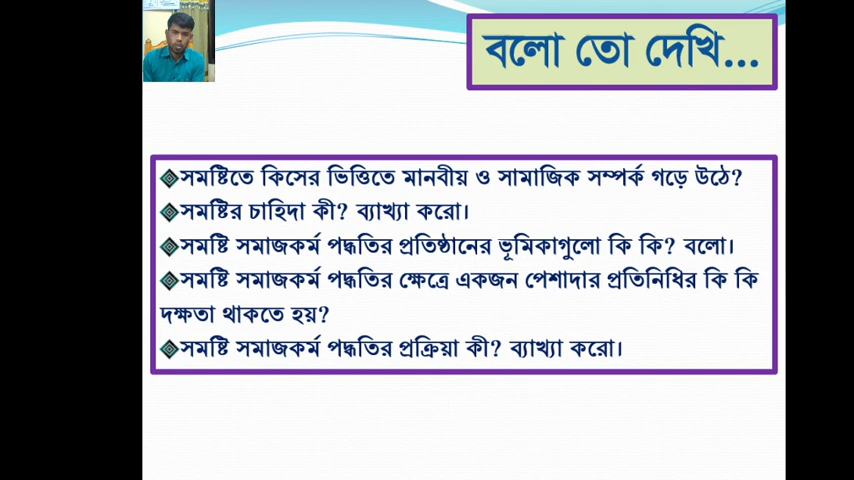 বলো তো দেখি...
সমষ্টিতে কিসের ভিত্তিতে মানবীয় ও সামাজিক সম্পর্ক গড়ে উঠে?
সমষ্টির চাহিদা কী? ব্যাখ্যা করো।
সমষ্টি সমাজকর্ম পদ্ধতির প্রতিষ্ঠানের ভূমিকাগুলো কি কি? বলো।
সমষ্টি সমাজকর্ম পদ্ধতির ক্ষেত্রে একজন পেশাদার প্রতিনিধির কি কি
দক্ষতা থাকতে হয়?
সমষ্টি সমাজকর্ম পদ্ধতির প্রক্রিয়া কী? ব্যাখ্যা করো।